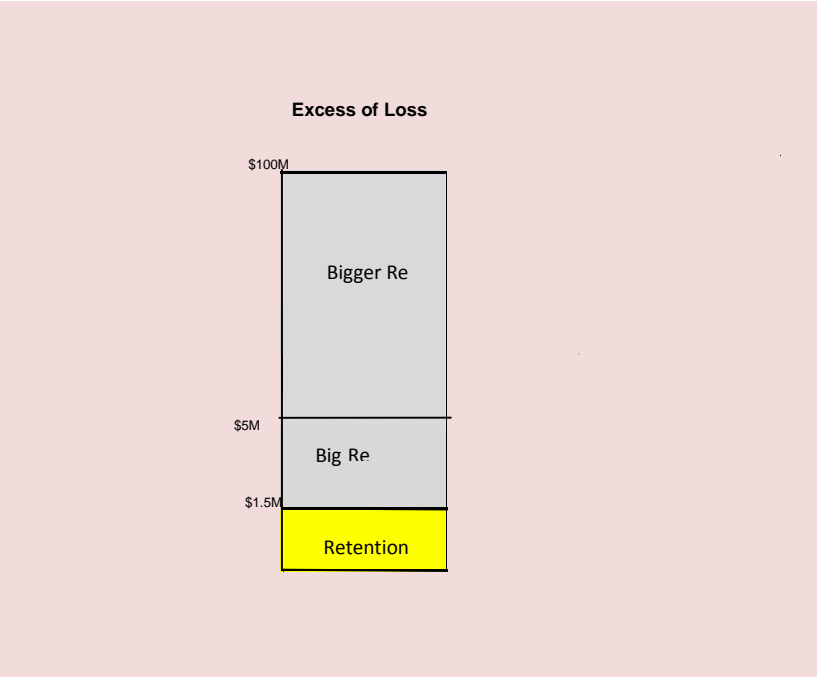 Excess of Loss
$100M
Bigger Re
$5M
Big Re
$1.5M
Retention